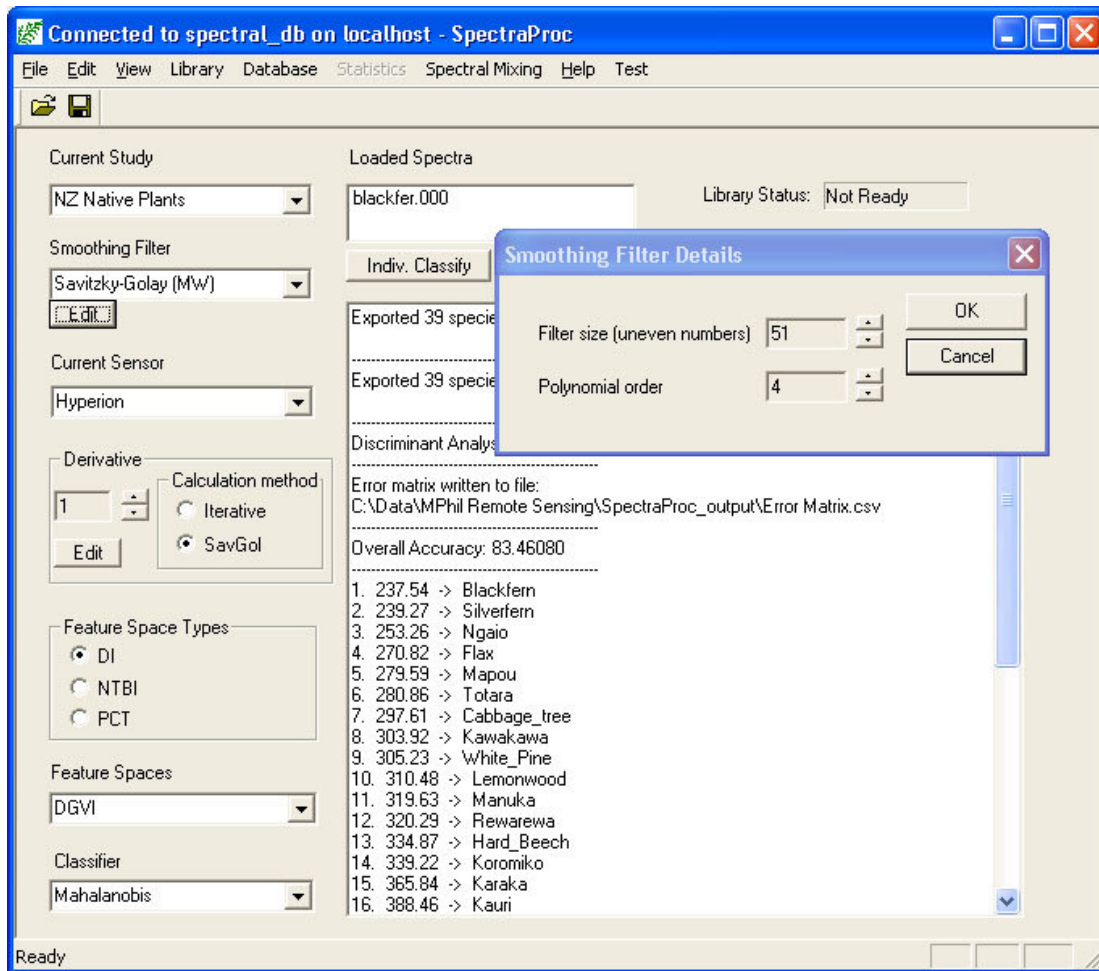 Connected to spectral_db on localhost - SpectraProc
File Edit View Library Database Statistics Spectral Mixing Help Test
Current Study
NZ Native Plants
Smoothing Filter
Savitzky-Golay (MW)
Edit
Current Sensor
Hyperion
Derivative
1
Edit
Calculation method
Iterative
SavGol
Feature Space Types
DI
NTBI
PCT
Feature Spaces
DGVI
Classifier
Mahalanobis
Loaded Spectra
blackfer.000
Library Status: Not Ready
Indiv. Classify
Smoothing Filter Details
Filter size (uneven numbers) 51
Polynomial order 4
OK
Cancel
Exported 39 specie
Exported 39 specie
Discriminant Analys
Error matrix written to file:
C:\Data\MPhil Remote Sensing\SpectraProc_output\Error Matrix.csv
Overall Accuracy: 83.46080
1. 237.54 -> Blackfern
2. 239.27 -> Silverfern
3. 253.26 -> Ngaio
4. 270.82 -> Flax
5. 279.59 -> Mapou
6. 280.86 -> Totara
7. 297.61 -> Cabbage_tree
8. 303.92 -> Kawakawa
9. 305.23 -> White_Pine
10. 310.48 -> Lemonwood
11. 319.63 -> Manuka
12. 320.29 -> Rewarewa
13. 334.87 -> Hard_Beech
14. 339.22 -> Koromiko
15. 365.84 -> Karaka
16. 388.46 -> Kauri
Ready